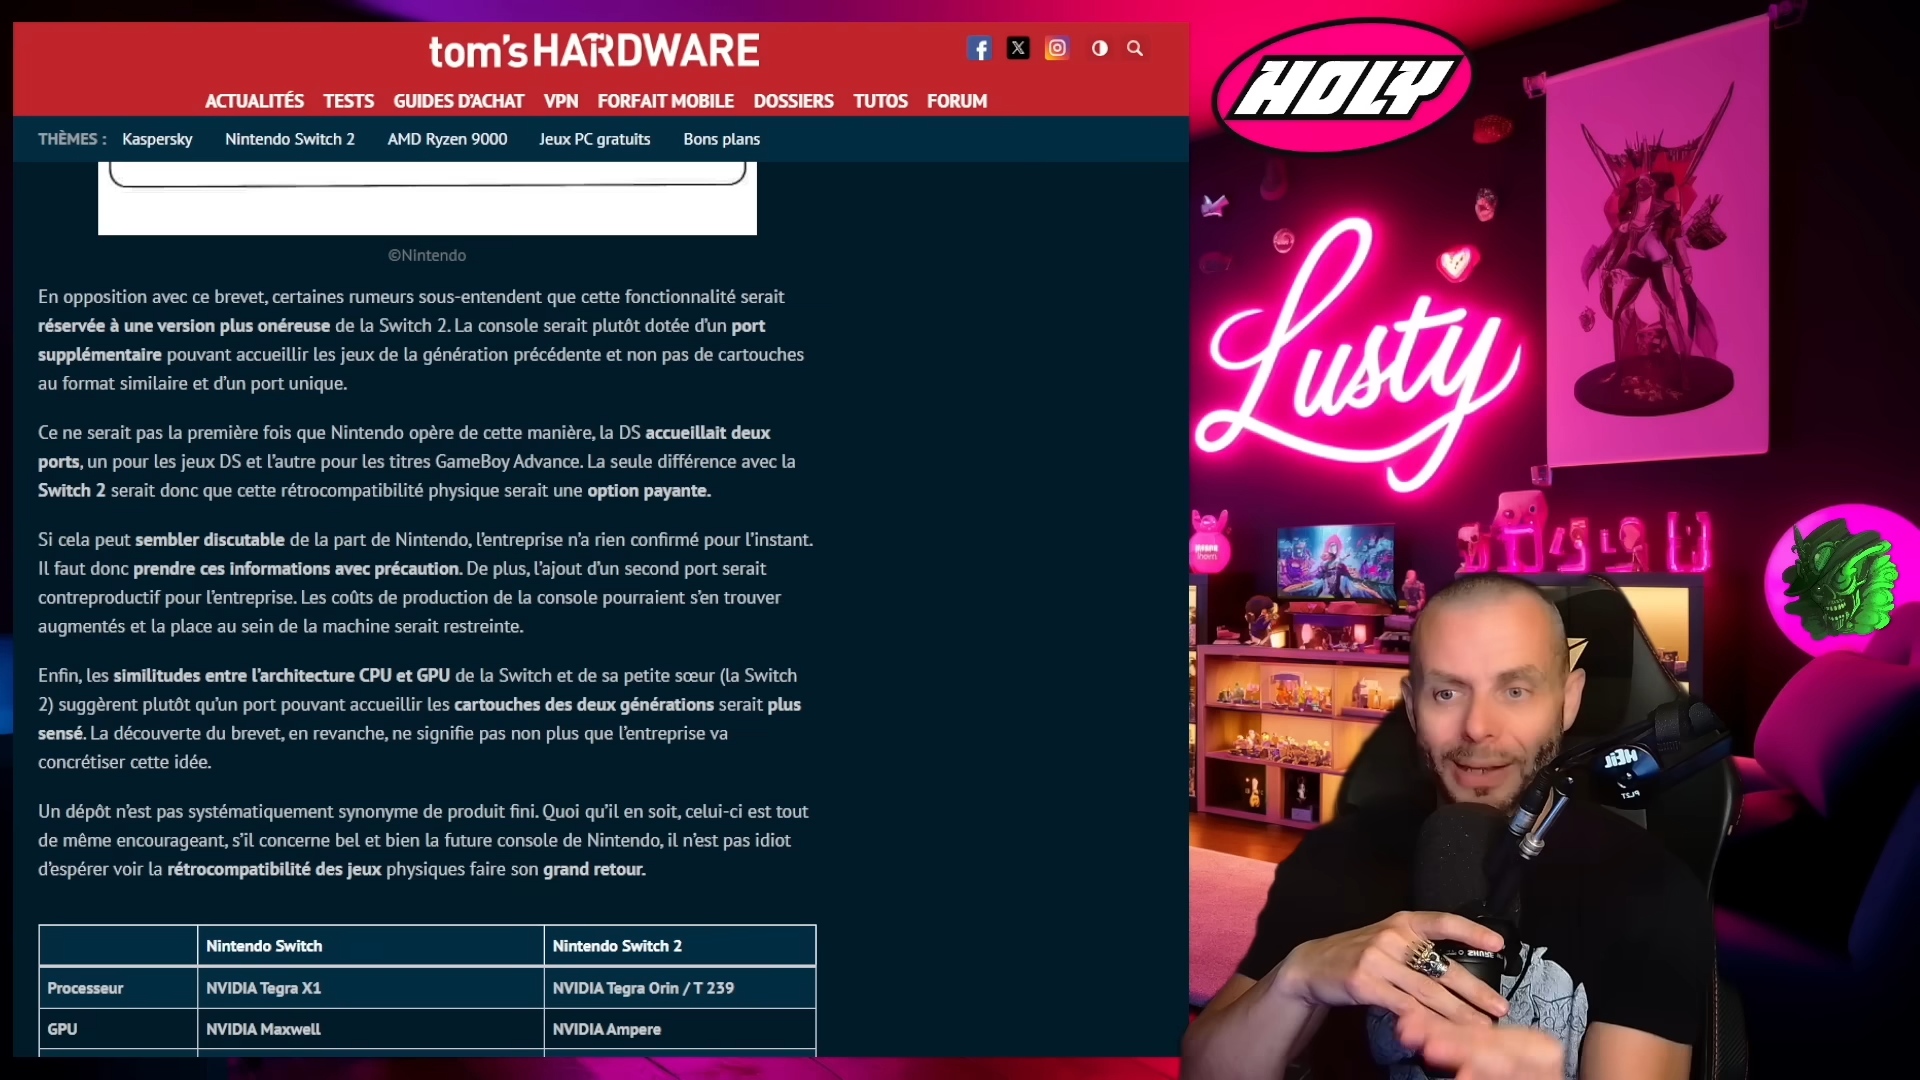 tom's HARDWARE
ACTUALITÉS TESTS GUIDES D'ACHAT VPN FORFAIT MOBILE DOSSIERS TUTOS FORUM
THÈMES : Kaspersky Nintendo Switch 2 AMD Ryzen 9000 Jeux PC gratuits Bons plans
©Nintendo
En opposition avec ce brevet, certaines rumeurs sous-entendent que cette fonctionnalité serait
réservée à une version plus onéreuse de la Switch 2. La console serait plutôt dotée d'un port
supplémentaire pouvant accueillir les jeux de la génération précédente et non pas de cartouches
au format similaire et d'un port unique.
Ce ne serait pas la première fois que Nintendo opère de cette manière, la DS accueillait deux
ports, un pour les jeux DS et l'autre pour les titres GameBoy Advance. La seule différence avec la
Switch 2 serait donc que cette rétrocompatibilité physique serait une option payante.
Si cela peut sembler discutable de la part de Nintendo, l'entreprise n'a rien confirmé pour l'instant.
Il faut donc prendre ces informations avec précaution. De plus, l'ajout d'un second port serait
contreproductif pour l'entreprise. Les coûts de production de la console pourraient s'en trouver
augmentés et la place au sein de la machine serait restreinte.
Enfin, les similitudes entre l'architecture CPU et GPU de la Switch et de sa petite sœur (la Switch
2) suggèrent plutôt qu'un port pouvant accueillir les cartouches des deux générations serait plus
sensé. La découverte du brevet, en revanche, ne signifie pas non plus que l'entreprise va
concrétiser cette idée.
Un dépôt n'est pas systématiquement synonyme de produit fini. Quoi qu'il en soit, celui-ci est tout
de même encourageant, s'il concerne bel et bien la future console de Nintendo, il n'est pas idiot
d'espérer voir la rétrocompatibilité des jeux physiques faire son grand retour.
Nintendo Switch Nintendo Switch 2
Processeur NVIDIA Tegra X1 NVIDIA Tegra Orin / T 239
GPU NVIDIA Maxwell NVIDIA Ampere
HOLY
Lusty
SHURE